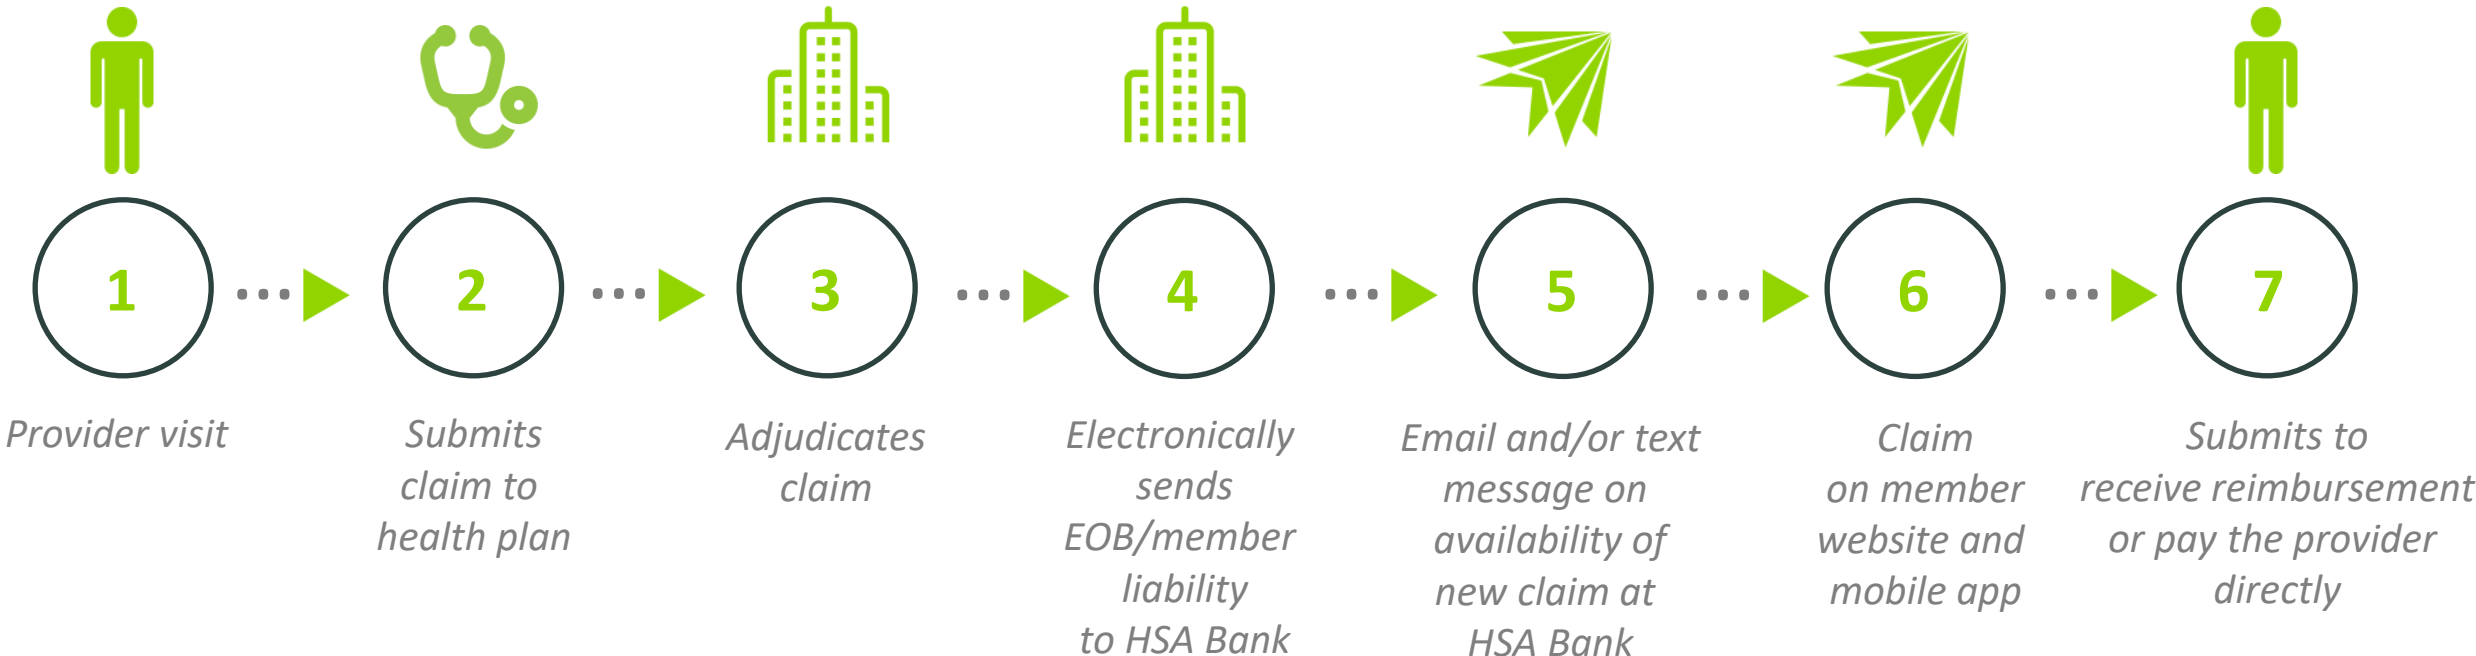 1
2
3
4
5
6
7
Provider visit
Submits
claim to
health plan
Adjudicates
claim
Electronically
sends
EOB/member
liability
to HSA Bank
Email and/or text
message on
availability of
new claim at
HSA Bank
Claim
on member
website and
mobile app
Submits to
receive reimbursement
or pay the provider
directly